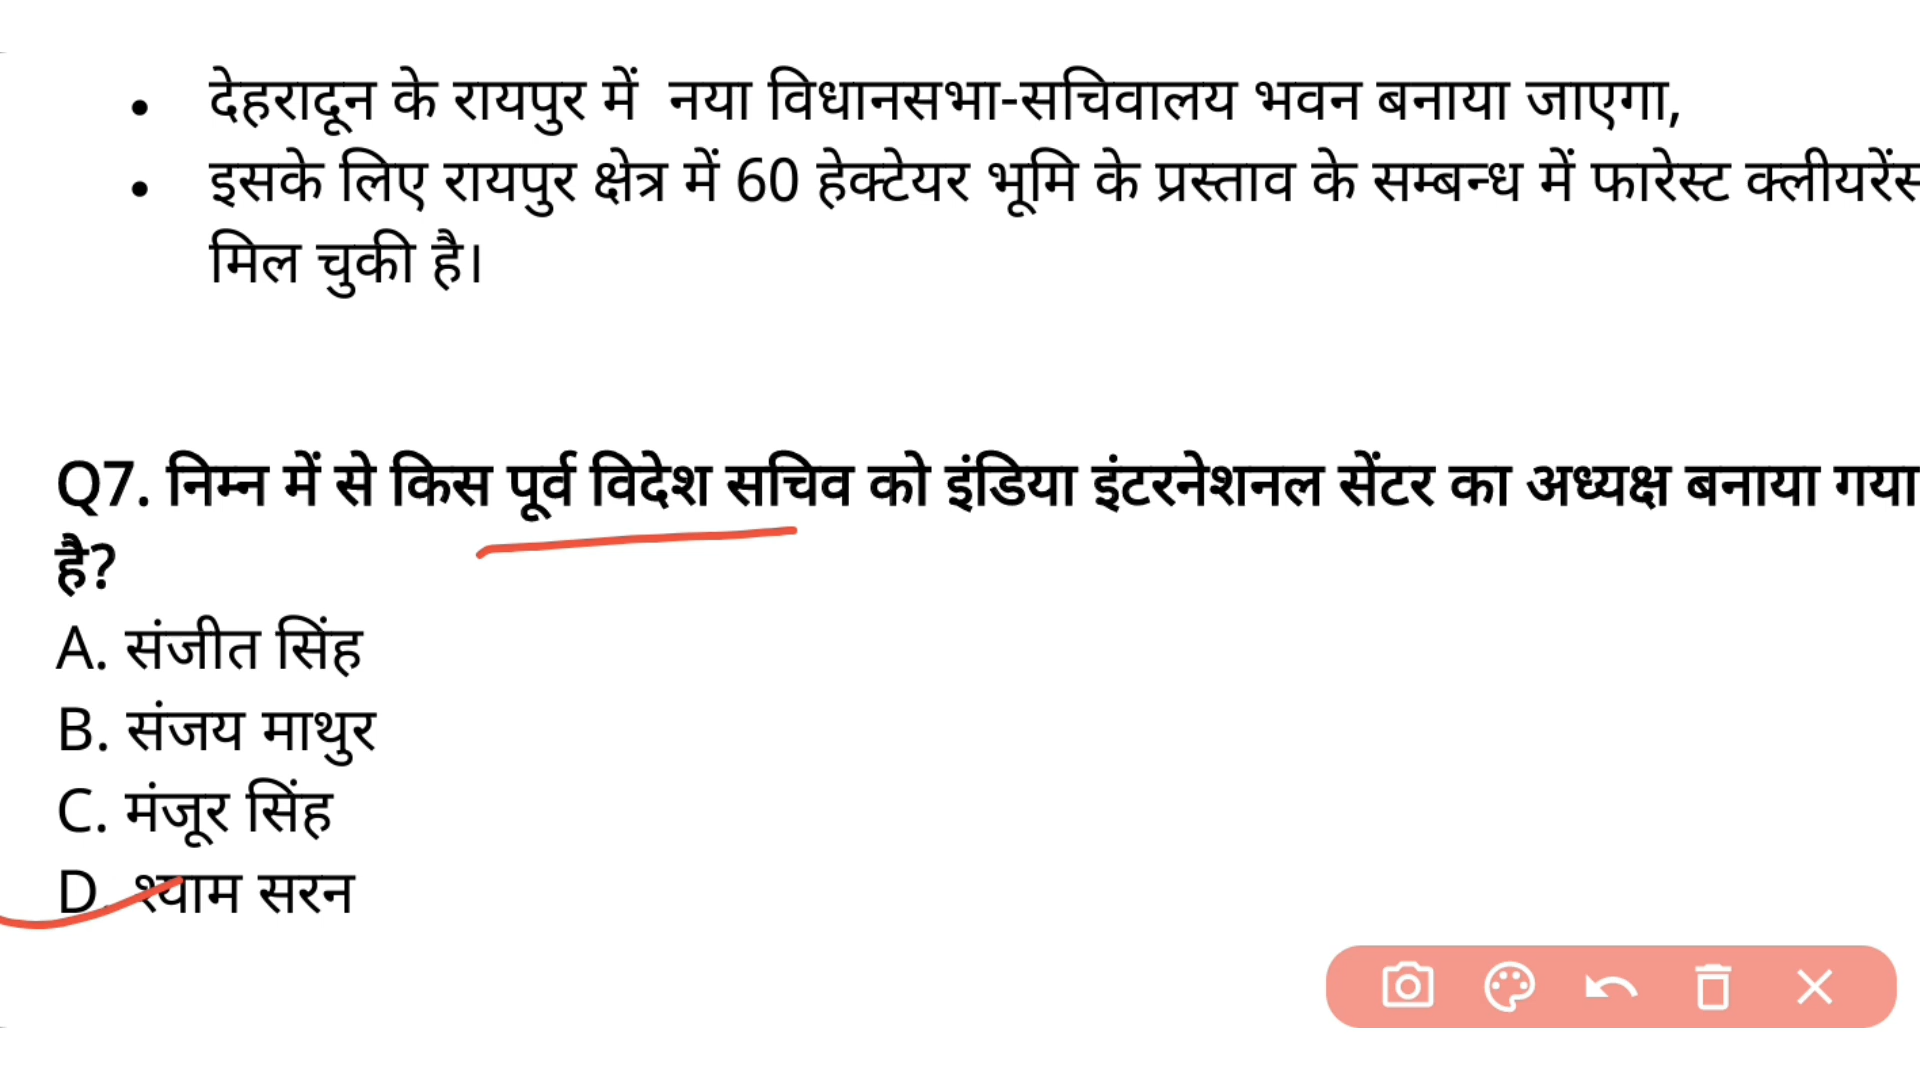 • देहरादून के रायपुर में नया विधानसभा-सचिवालय भवन बनाया जाएगा,
• इसके लिए रायपुर क्षेत्र में 60 हेक्टेयर भूमि के प्रस्ताव के सम्बन्ध में फारेस्ट क्लीयरेंस
मिल चुकी है।
Q7. निम्न में से किस पूर्व विदेश सचिव को इंडिया इंटरनेशनल सेंटर का अध्यक्ष बनाया गया
है?
A. संजीत सिंह
B. संजय माथुर
C. मंजूर सिंह
D. श्याम सरन